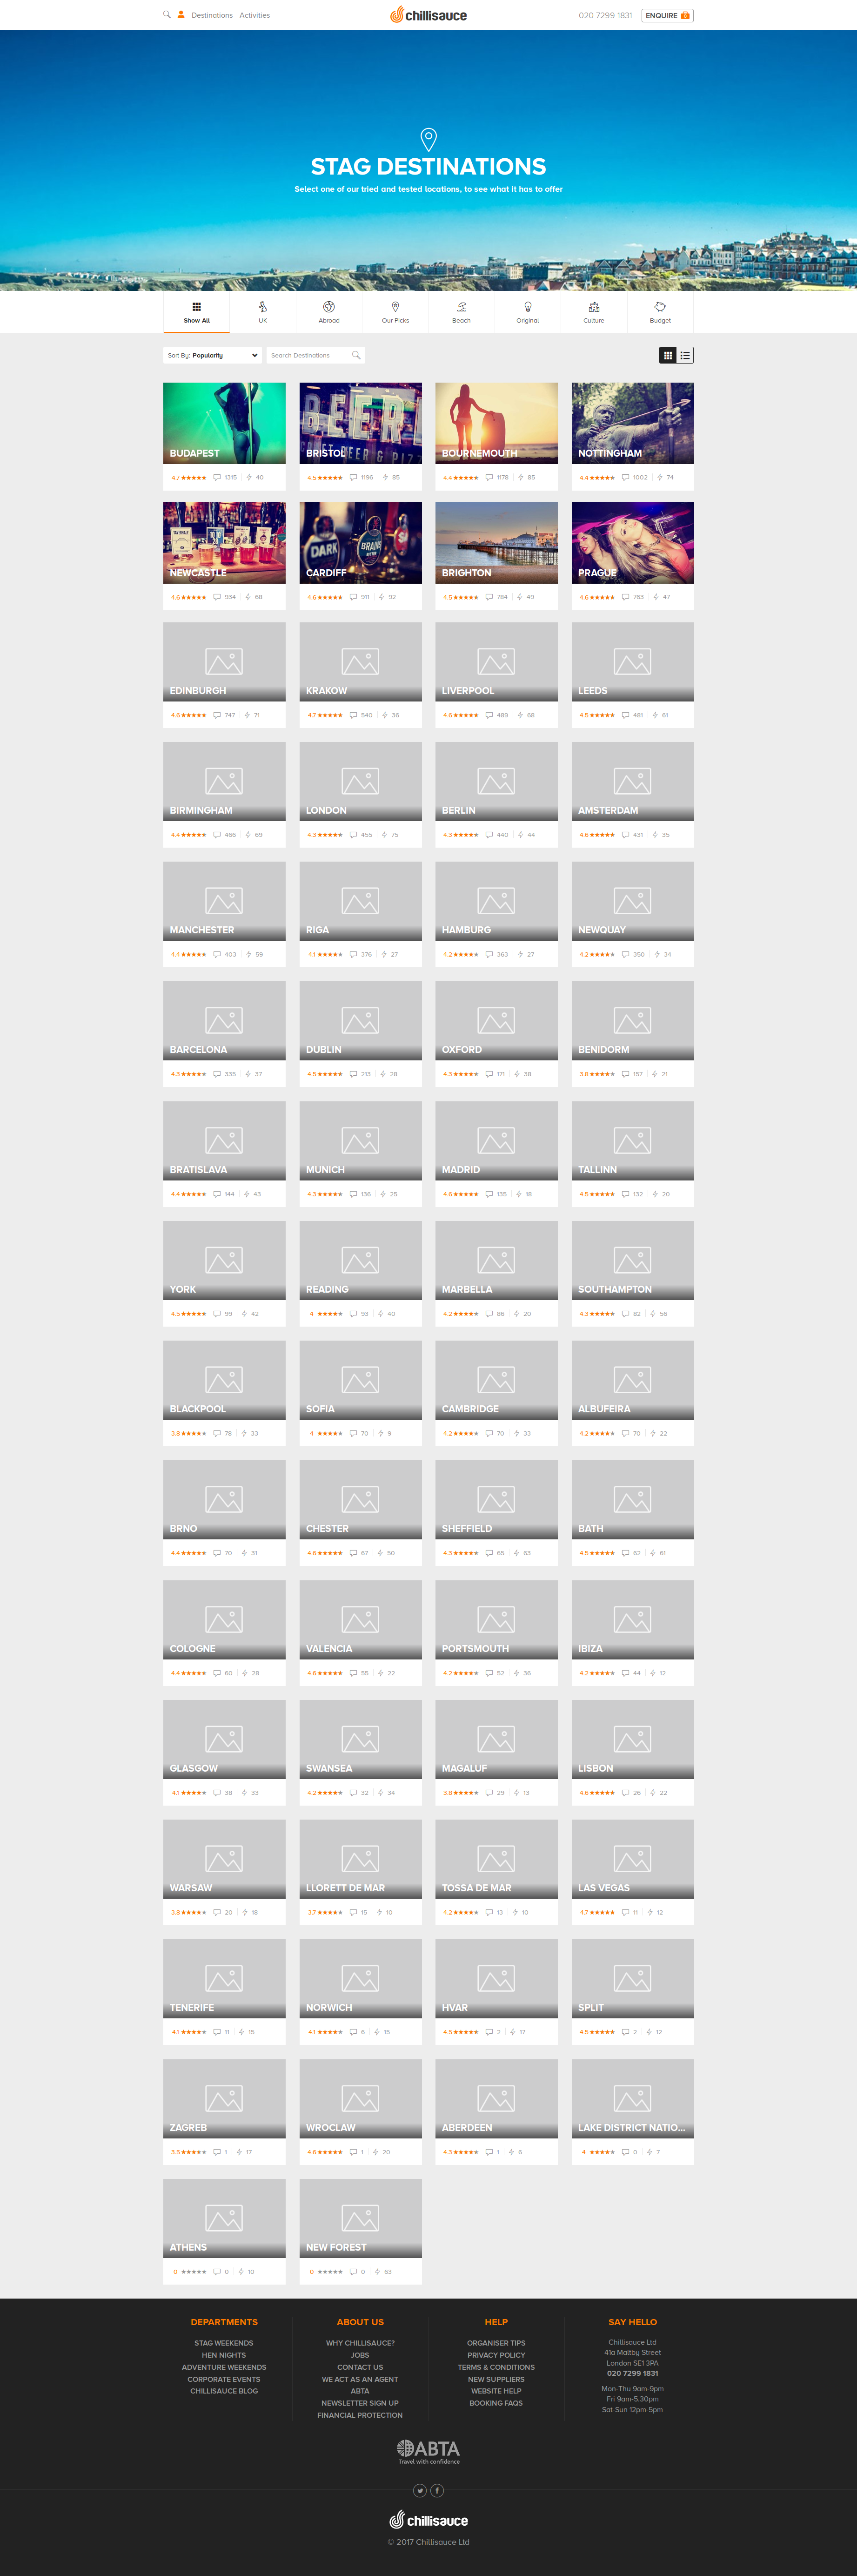 Destinations Activities
chillisauce
020 7299 1831 ENQUIRE
STAG DESTINATIONS
Select one of our tried and tested locations, to see what it has to offer
Show All UK Abroad Our Picks Beach Original Culture Budget
Sort By: Popularity Search Destinations
BUDAPEST BRISTOL BOURNEMOUTH NOTTINGHAM
4.7 1315 40 4.5 1196 85 4.4 1178 85 4.4 1002 74
NEWCASTLE CARDIFF BRIGHTON PRAGUE
4.6 934 68 4.6 911 92 4.5 784 49 4.6 763 47
EDINBURGH KRAKOW LIVERPOOL LEEDS
4.6 747 71 4.7 540 36 4.6 489 68 4.5 481 61
BIRMINGHAM LONDON BERLIN AMSTERDAM
4.4 466 69 4.3 455 75 4.3 440 44 4.6 431 35
MANCHESTER RIGA HAMBURG NEWQUAY
4.4 403 59 4.1 376 27 4.2 363 27 4.2 350 34
BARCELONA DUBLIN OXFORD BENIDORM
4.3 335 37 4.5 213 28 4.3 171 38 3.8 157 21
BRATISLAVA MUNICH MADRID TALLINN
4.4 144 43 4.3 136 25 4.6 135 18 4.5 132 20
YORK READING MARBELLA SOUTHAMPTON
4.5 99 42 4 93 40 4.2 86 20 4.3 82 56
BLACKPOOL SOFIA CAMBRIDGE ALBUFEIRA
3.8 78 33 4 70 9 4.2 70 33 4.2 70 22
BRNO CHESTER SHEFFIELD BATH
4.4 70 31 4.6 67 50 4.3 65 63 4.5 62 61
COLOGNE VALENCIA PORTSMOUTH IBIZA
4.4 60 28 4.6 55 22 4.2 52 36 4.2 44 12
GLASGOW SWANSEA MAGALUF LISBON
4.1 38 33 4.2 32 34 3.8 29 13 4.6 26 22
WARSAW LLORETT DE MAR TOSSA DE MAR LAS VEGAS
3.8 20 18 3.7 15 10 4.2 13 10 4.7 11 12
TENERIFE NORWICH HVAR SPLIT
4.1 11 15 4.1 6 15 4.5 2 17 4.5 2 12
ZAGREB WROCLAW ABERDEEN LAKE DISTRICT NATIO...
3.5 1 17 4.6 1 20 4.3 1 6 4 0 7
ATHENS NEW FOREST
0 0 10 0 0 63
DEPARTMENTS
STAG WEEKENDS
HEN NIGHTS
ADVENTURE WEEKENDS
CORPORATE EVENTS
CHILLISAUCE BLOG
ABOUT US
WHY CHILLISAUCE?
JOBS
CONTACT US
WE ACT AS AN AGENT
ABTA
NEWSLETTER SIGN UP
FINANCIAL PROTECTION
HELP
ORGANISER TIPS
PRIVACY POLICY
TERMS & CONDITIONS
NEW SUPPLIERS
WEBSITE HELP
BOOKING FAQS
SAY HELLO
Chillisauce Ltd
41a Maltby Street
London SE1 3PA
020 7299 1831
Mon-Thu 9am-9pm
Fri 9am-5.30pm
Sat-Sun 12pm-5pm
ABTA
Travel with confidence
chillisauce
© 2017 Chillisauce Ltd